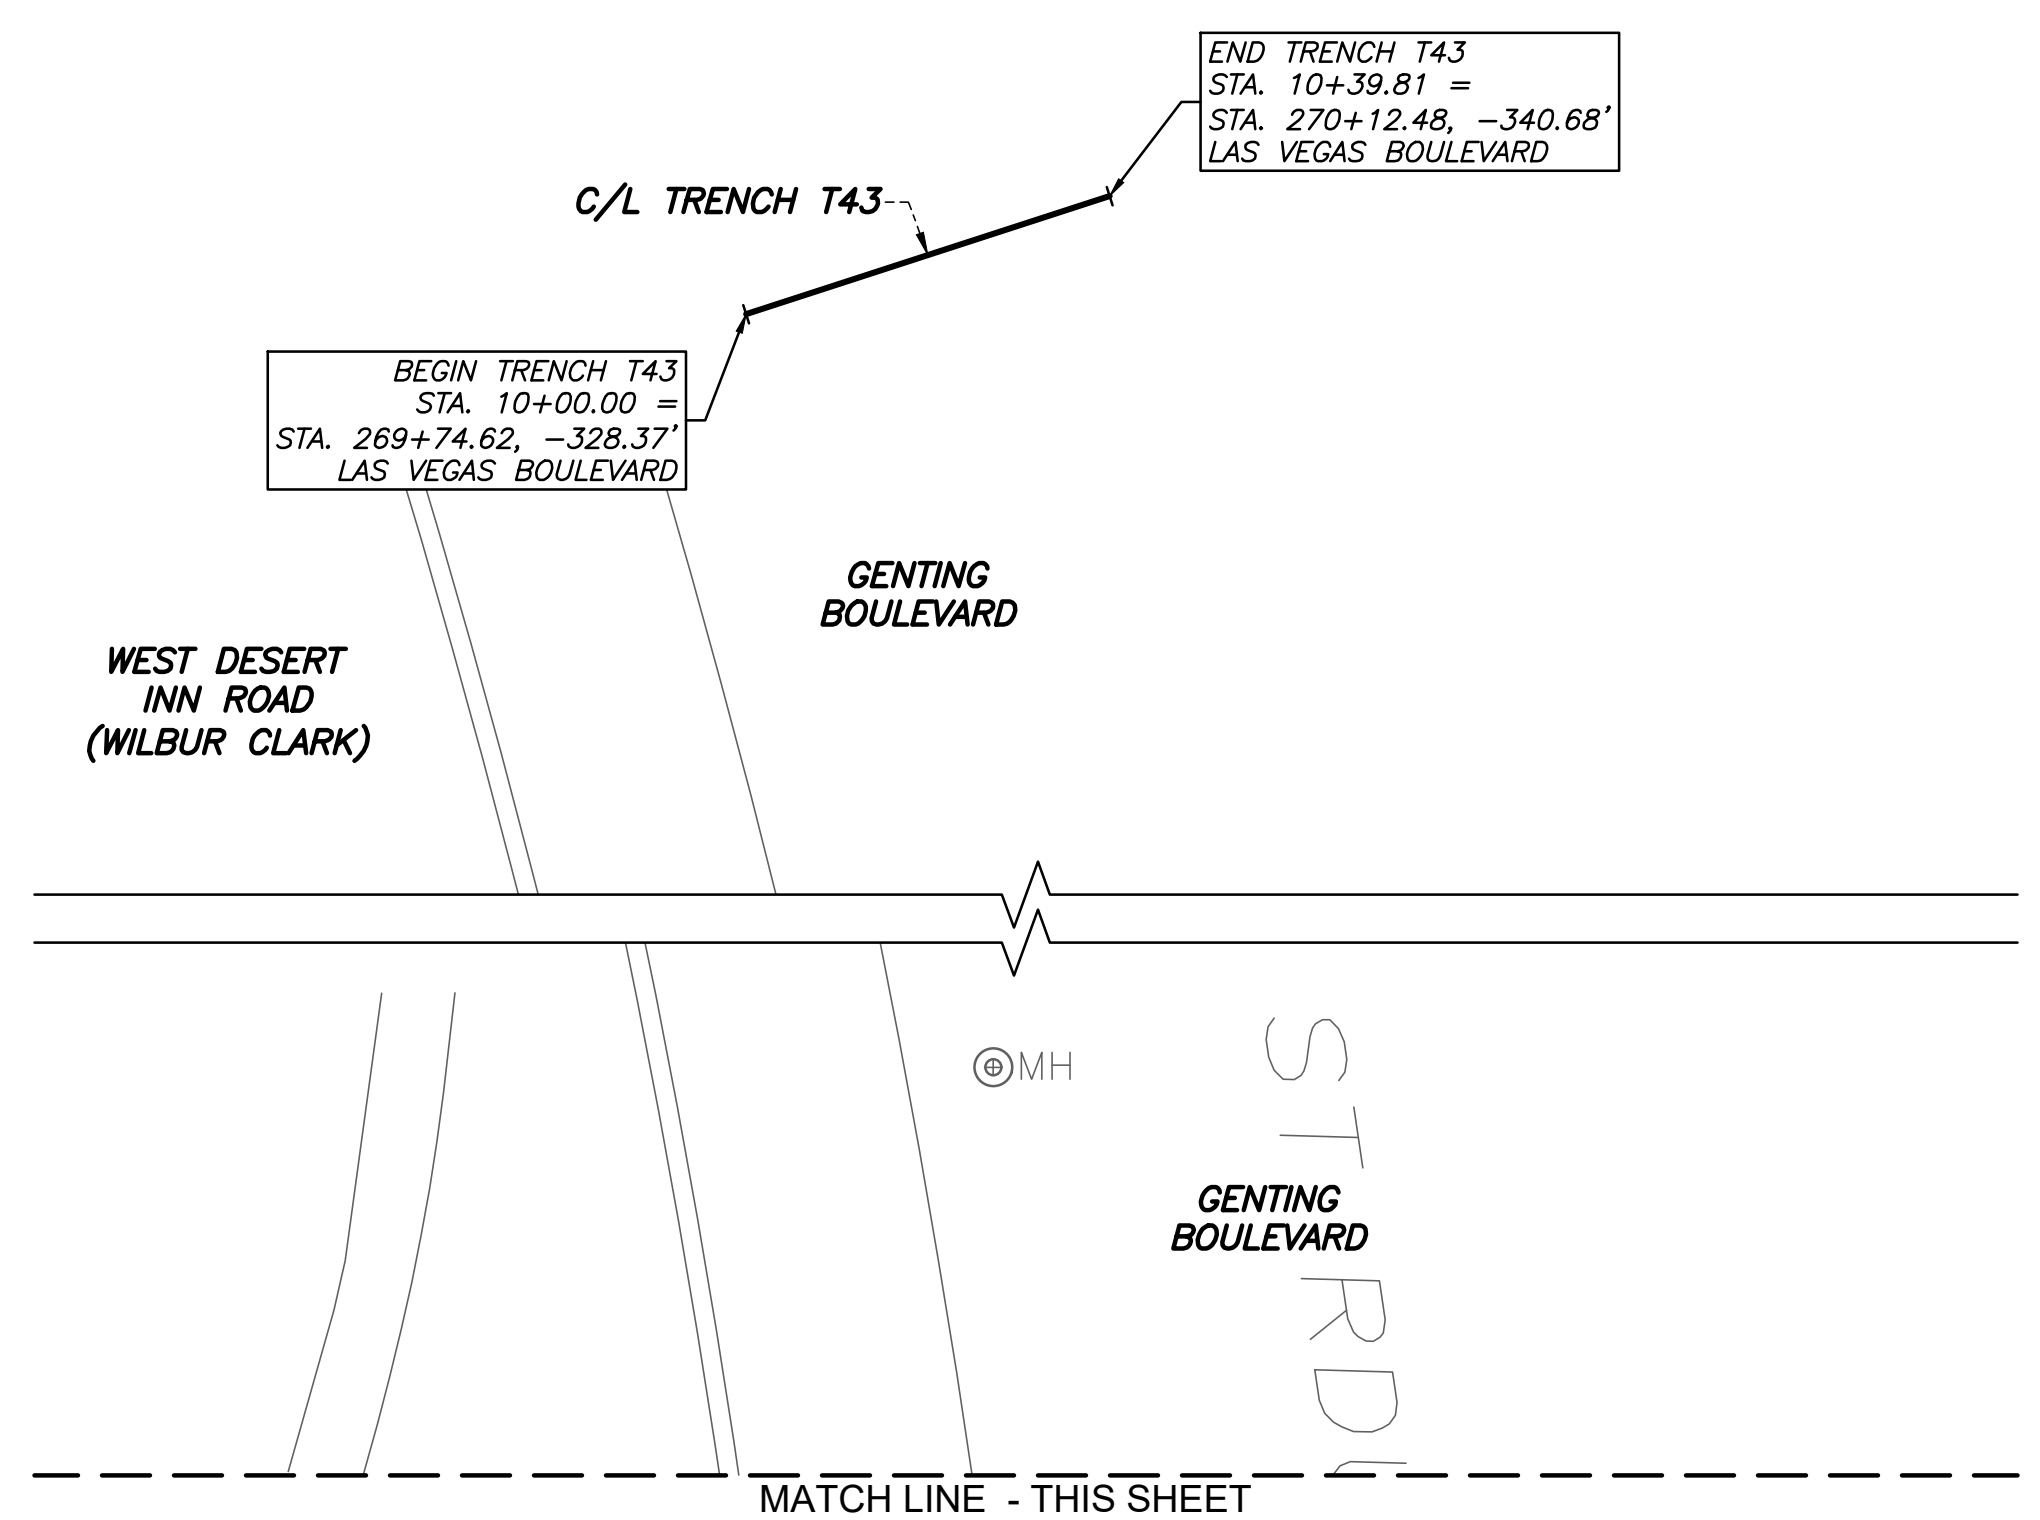 END TRENCH T43
STA. 10+39.81 =
STA. 270+12.48, -340.68'
LAS VEGAS BOULEVARD
C/L TRENCH T43
BEGIN TRENCH T43
STA. 10+00.00 =
STA. 269+74.62, -328.37'
LAS VEGAS BOULEVARD
GENTING
BOULEVARD
WEST DESERT
INN ROAD
(WILBUR CLARK)
MH
ST RD
GENTING
BOULEVARD
MATCH LINE - THIS SHEET